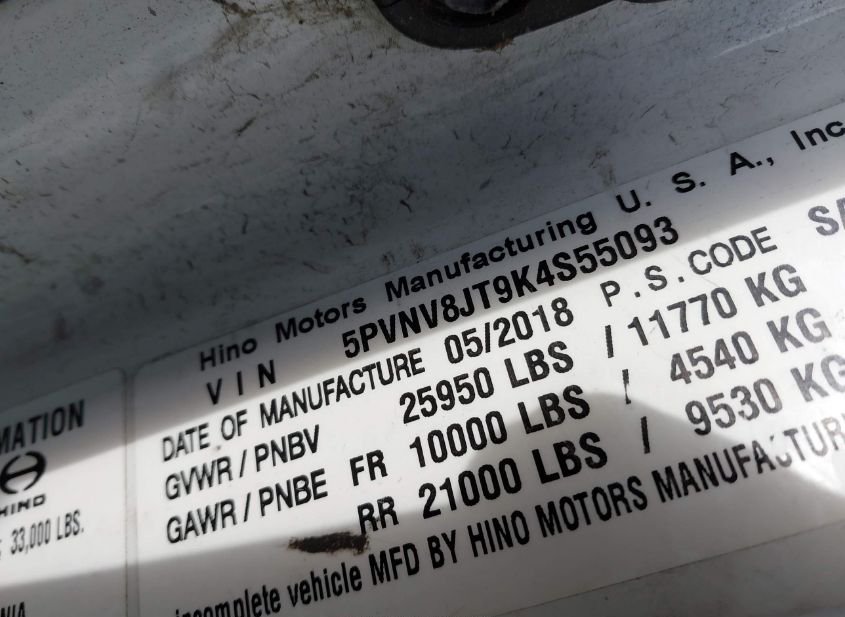 Hino Motors Manufacturing U. S. A., Inc
VIN 5PVNV8JT9K4S55093
DATE OF MANUFACTURE 05/2018 P.S.CODE
GVWR / PNBV 25950 LBS / 11770 KG
GAWR / PNBE FR 10000 LBS / 4540 KG
RR 21000 LBS / 9530 KG
incomplete vehicle MFD BY HINO MOTORS MANUFACTURI
MATION
HINO
33,000 LBS.
NIA